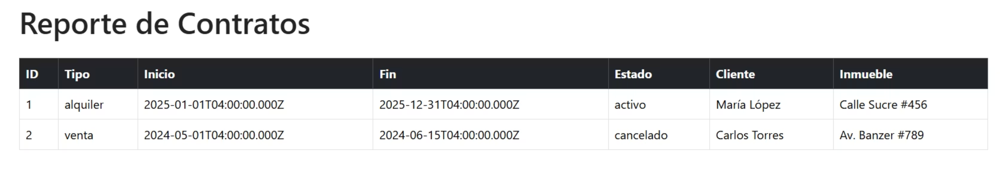 Reporte de Contratos
ID Tipo Inicio Fin Estado Cliente Inmueble
1 alquiler 2025-01-01T04:00:00.000Z 2025-12-31T04:00:00.000Z activo María López Calle Sucre #456
2 venta 2024-05-01T04:00:00.000Z 2024-06-15T04:00:00.000Z cancelado Carlos Torres Av. Banzer #789